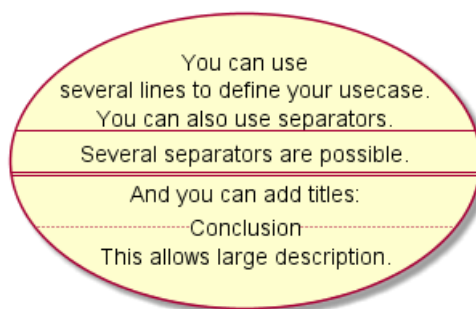 You can use
several lines to define your usecase.
You can also use separators.
Several separators are possible.
And you can add titles:
Conclusion
This allows large description.